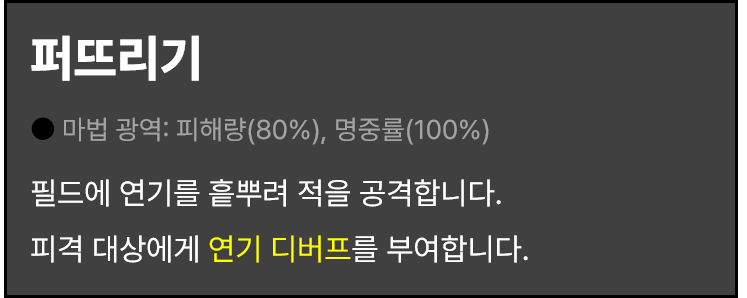 퍼뜨리기
● 마법 광역: 피해량(80%), 명중률(100%)
필드에 연기를 흩뿌려 적을 공격합니다.
피격 대상에게 연기 디버프를 부여합니다.